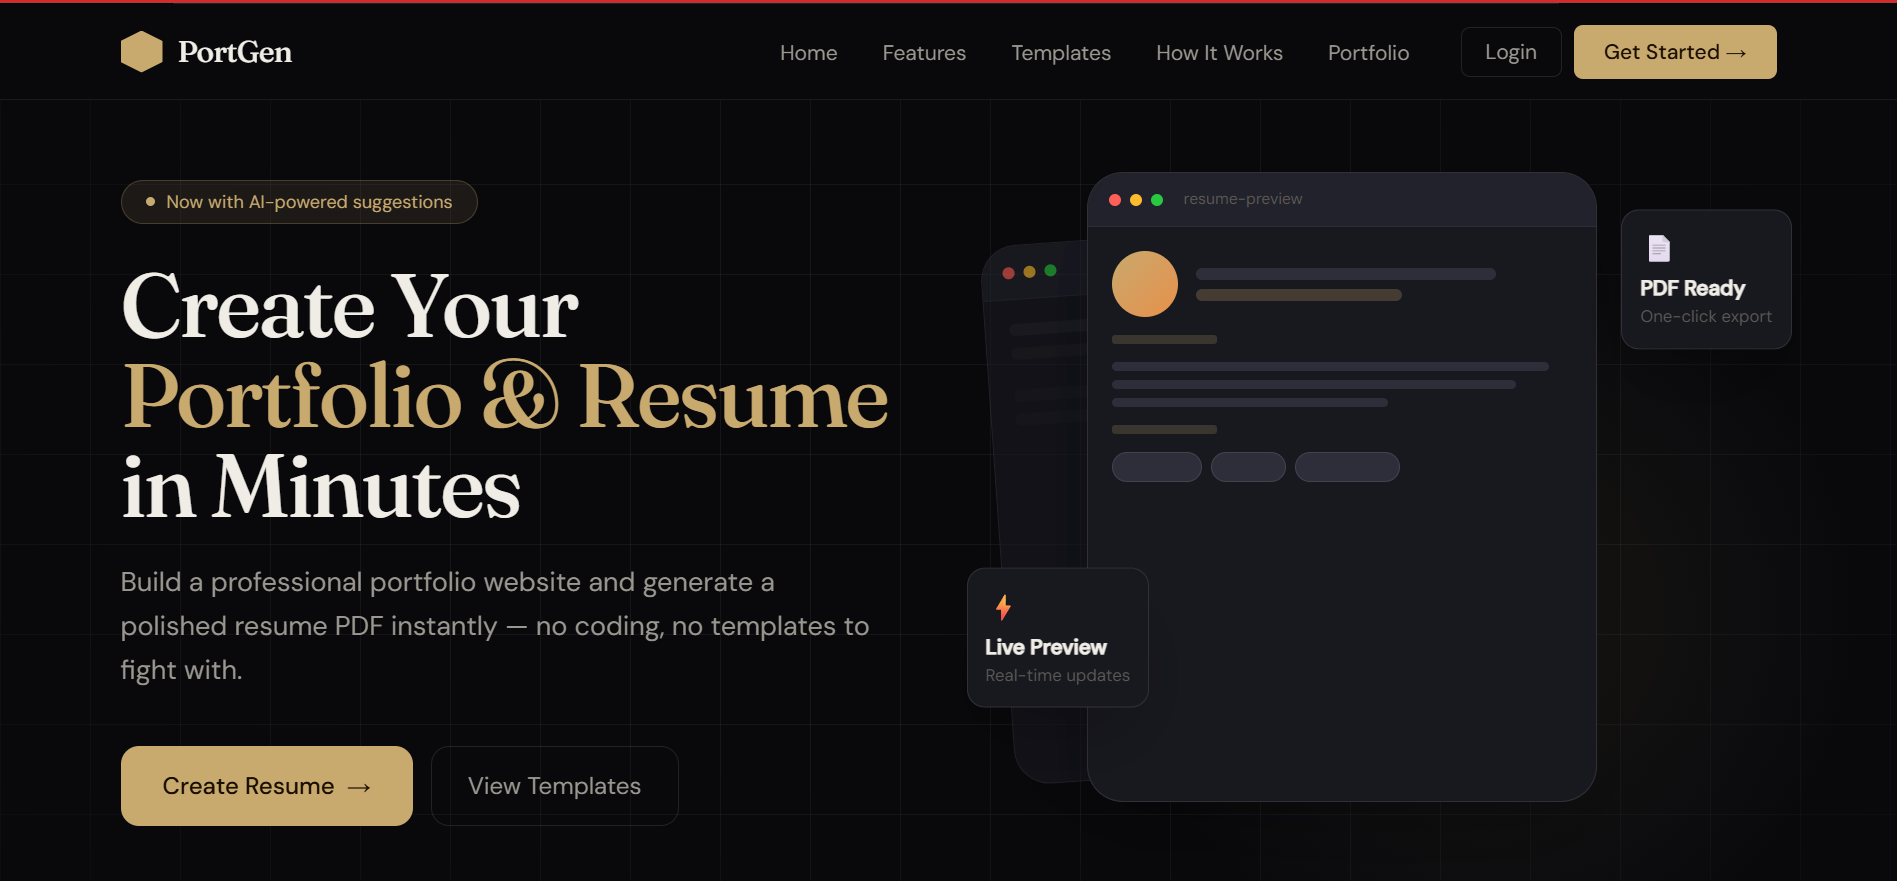 PortGen
Home
Features
Templates
How It Works
Portfolio
Login
Get Started →
Now with AI-powered suggestions
Create Your
Portfolio & Resume
in Minutes
Build a professional portfolio website and generate a
polished resume PDF instantly — no coding, no templates to
fight with.
Create Resume →
View Templates
resume-preview
PDF Ready
One-click export
Live Preview
Real-time updates